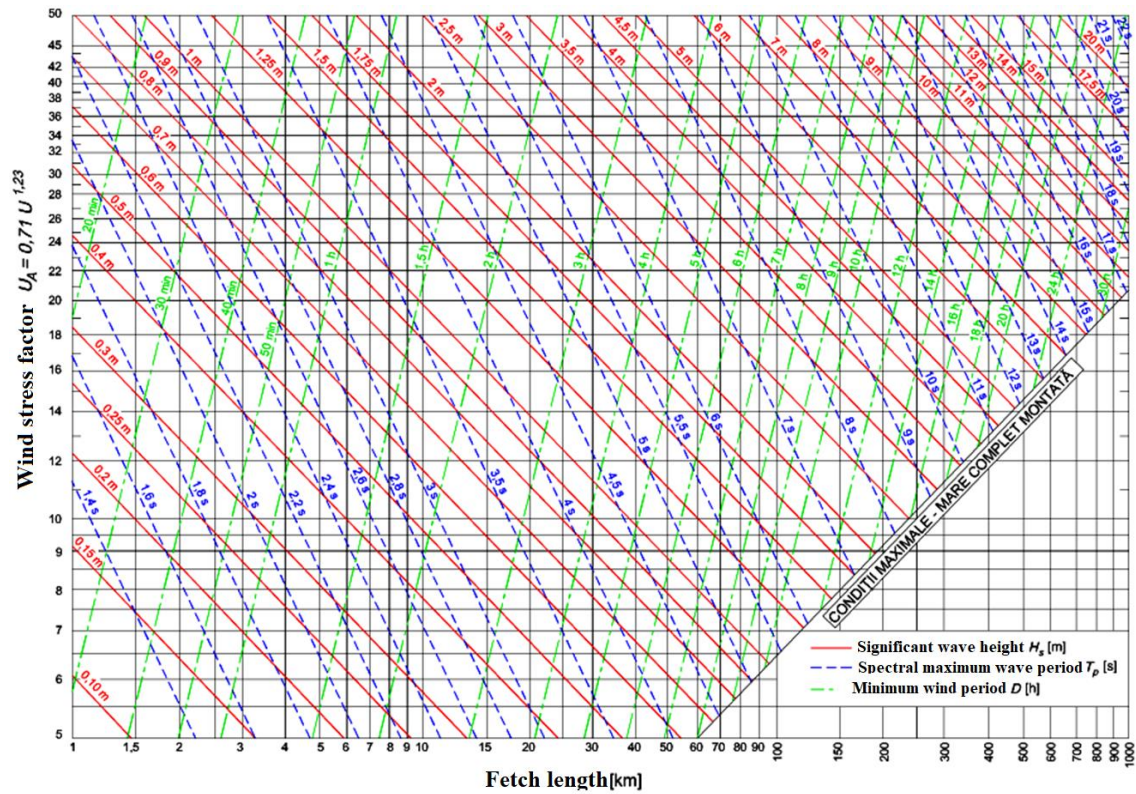 50
45
42
40
38
36
34
32
30
28
26
24
22
20
18
16
14
12
10
9
8
7
6
5
Wind stress factor U_A = 0,71 U^1,23
0,9 m
0,8 m
1 m
1,25 m
1,5 m
1,75 m
2 m
2,5 m
3 m
3,5 m
4 m
4,5 m
5 m
6 m
7 m
8 m
9 m
10 m
11 m
12 m
13 m
14 m
15 m
17,5 m
20 m
0,7 m
0,6 m
0,5 m
0,4 m
0,3 m
0,25 m
0,2 m
0,15 m
0,10 m
20 min
30 min
40 min
50 min
1 h
1,5 h
2 h
3 h
4 h
5 h
6 h
7 h
8 h
9 h
10 h
12 h
14 h
16 h
18 h
20 h
24 h
30 h
1,4 s
1,6 s
1,8 s
2 s
2,2 s
2,4 s
2,6 s
2,8 s
3 s
3,5 s
4 s
4,5 s
5 s
5,5 s
6 s
7 s
8 s
9 s
10 s
11 s
12 s
13 s
14 s
15 s
16 s
17 s
18 s
19 s
20 s
21 s
22 s
CONDITII MAXIMALE - MARE COMPLET MONTATĂ
Significant wave height H_s [m]
Spectral maximum wave period T_p [s]
Minimum wind period D [h]
1 1,5 2 3 4 5 6 7 8 9 10 15 20 30 40 50 60 70 80 90 100 150 200 300 400 500 600 700 800 900 1000
Fetch length[km]